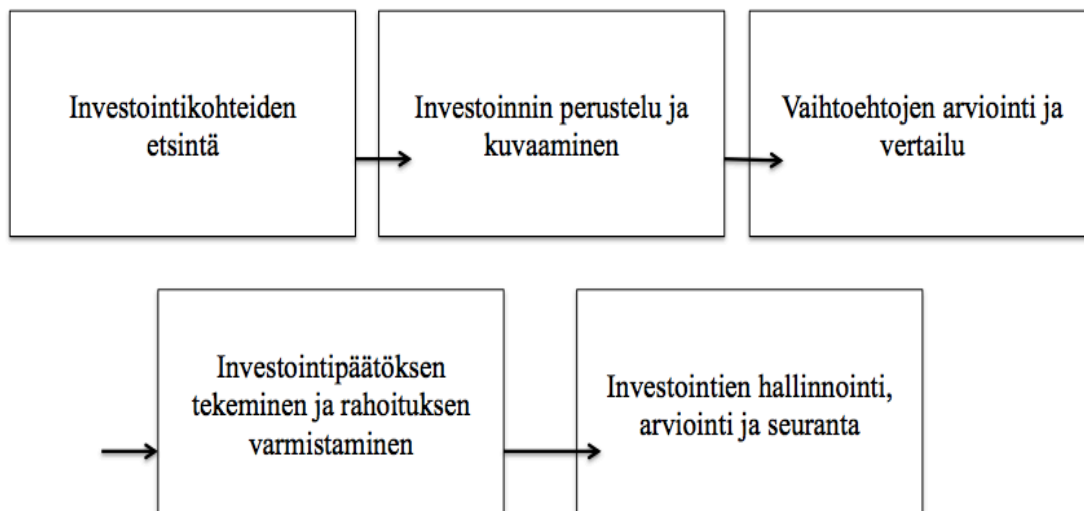 Investointikohteiden
etsintä
Investoinnin perustelu ja
kuvaaminen
Vaihtoehtojen arviointi ja
vertailu
Investointipäätöksen
tekeminen ja rahoituksen
varmistaminen
Investointien hallinnointi,
arviointi ja seuranta